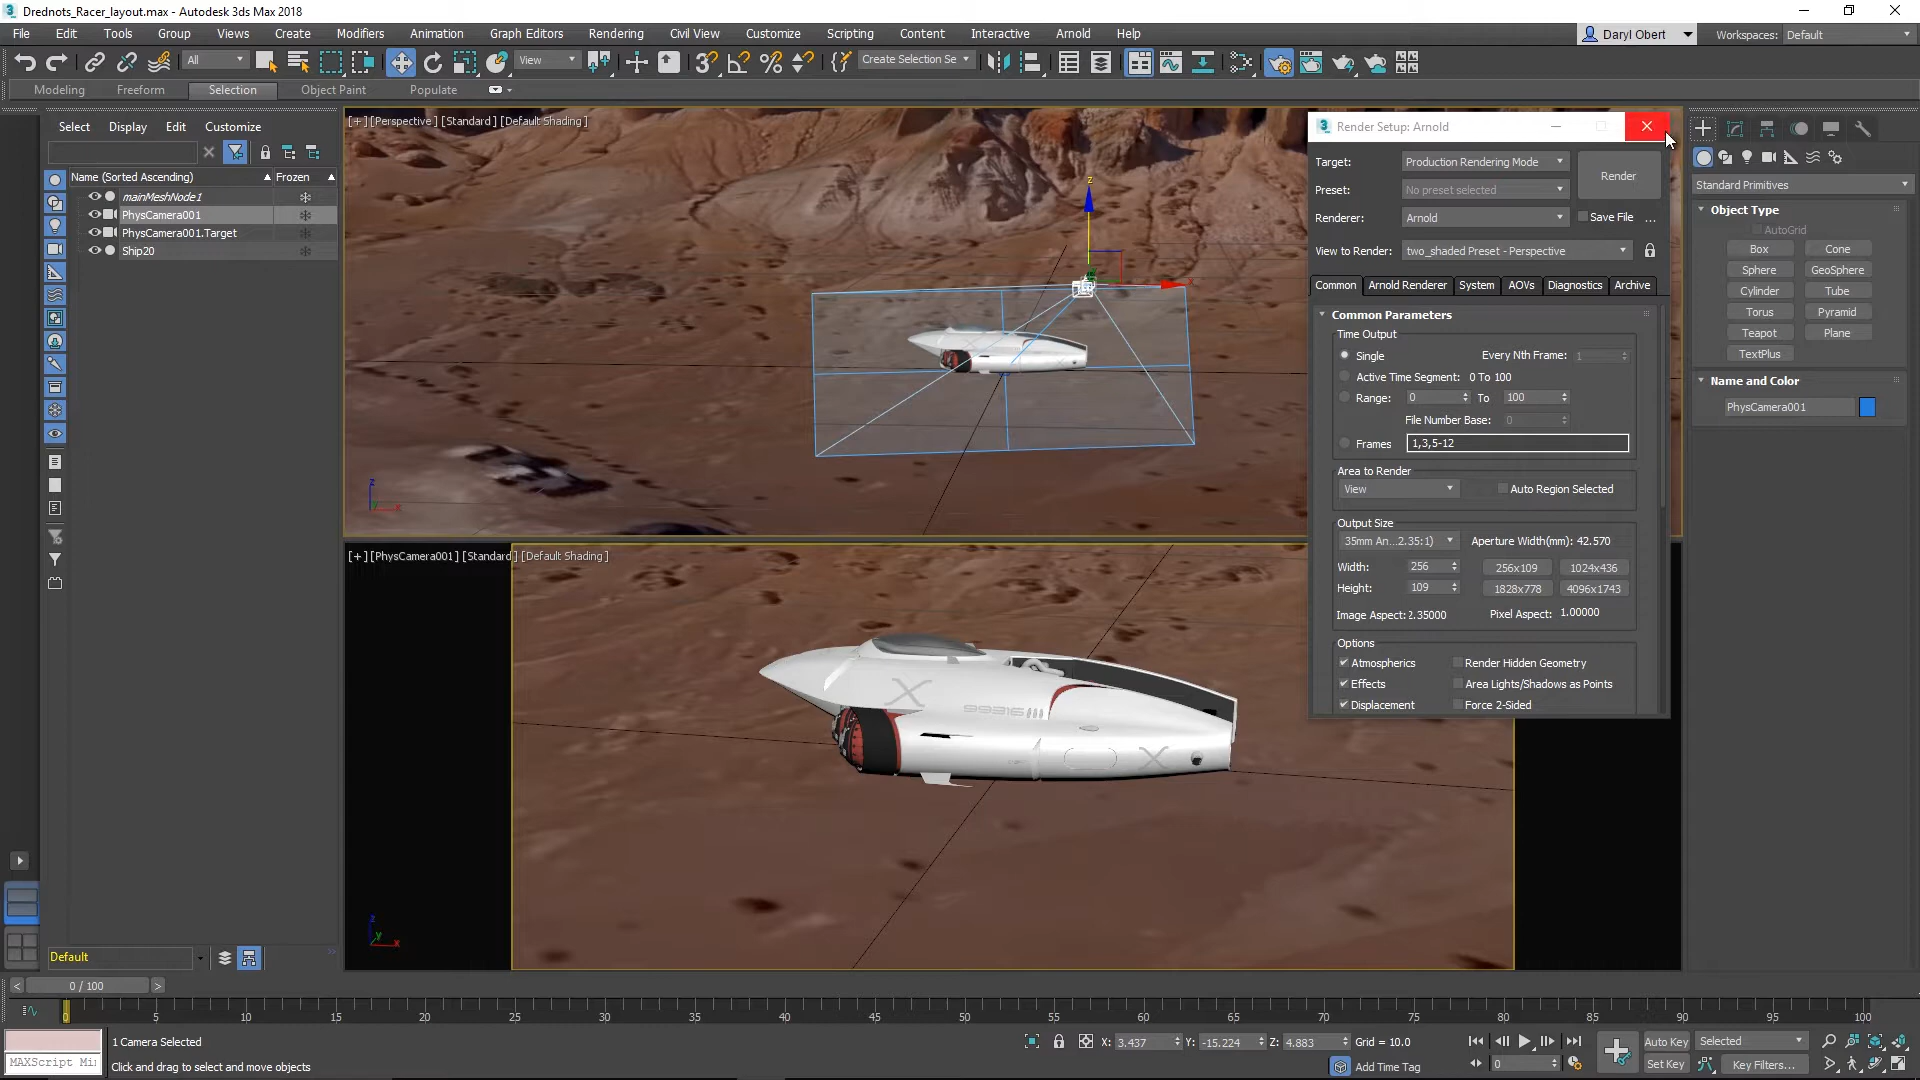 Drednots_Racer_layout.max - Autodesk 3ds Max 2018
File Edit Tools Group Views Create Modifiers Animation Graph Editors Rendering Civil View Customize Scripting Content Interactive Arnold Help
Daryl Obert
Workspaces: Default
All
View
Create Selection Se
Modeling Freeform Selection Object Paint Populate
Select Display Edit Customize
Name (Sorted Ascending) Frozen
mainMeshNode1
PhysCamera001
PhysCamera001.Target
Ship20
[+] [Perspective ] [Standard ] [Default Shading ]
z
z
x
[+] [PhysCamera001 ] [Standard ] [Default Shading ]
99316
X
X
z
y
x
Render Setup: Arnold
Target: Production Rendering Mode
Render
Preset: No preset selected
Renderer: Arnold
Save File ...
View to Render: two_shaded Preset - Perspective
Common Arnold Renderer System AOVs Diagnostics Archive
Common Parameters
Time Output
Single Every Nth Frame: 1
Active Time Segment: 0 To 100
Range: 0 To 100
File Number Base: 0
Frames 1,3,5-12
Area to Render
View Auto Region Selected
Output Size
35mm An...2.35:1) Aperture Width(mm): 42.570
Width: 256 256x109 1024x436
Height: 109 1828x778 4096x1743
Image Aspect: 2.35000 Pixel Aspect: 1.00000
Options
Atmospherics Render Hidden Geometry
Effects Area Lights/Shadows as Points
Displacement Force 2-Sided
Standard Primitives
Object Type
AutoGrid
Box Cone
Sphere GeoSphere
Cylinder Tube
Torus Pyramid
Teapot Plane
TextPlus
Name and Color
PhysCamera001
Default
0 / 100
0 5 10 15 20 25 30 35 40 45 50 55 60 65 70 75 80 85 90 95 100
MAXScript Mi
1 Camera Selected
Click and drag to select and move objects
X: 3.437 Y: -15.224 Z: 4.883 Grid = 10.0
Add Time Tag
0
Auto Key Selected
Set Key Key Filters...